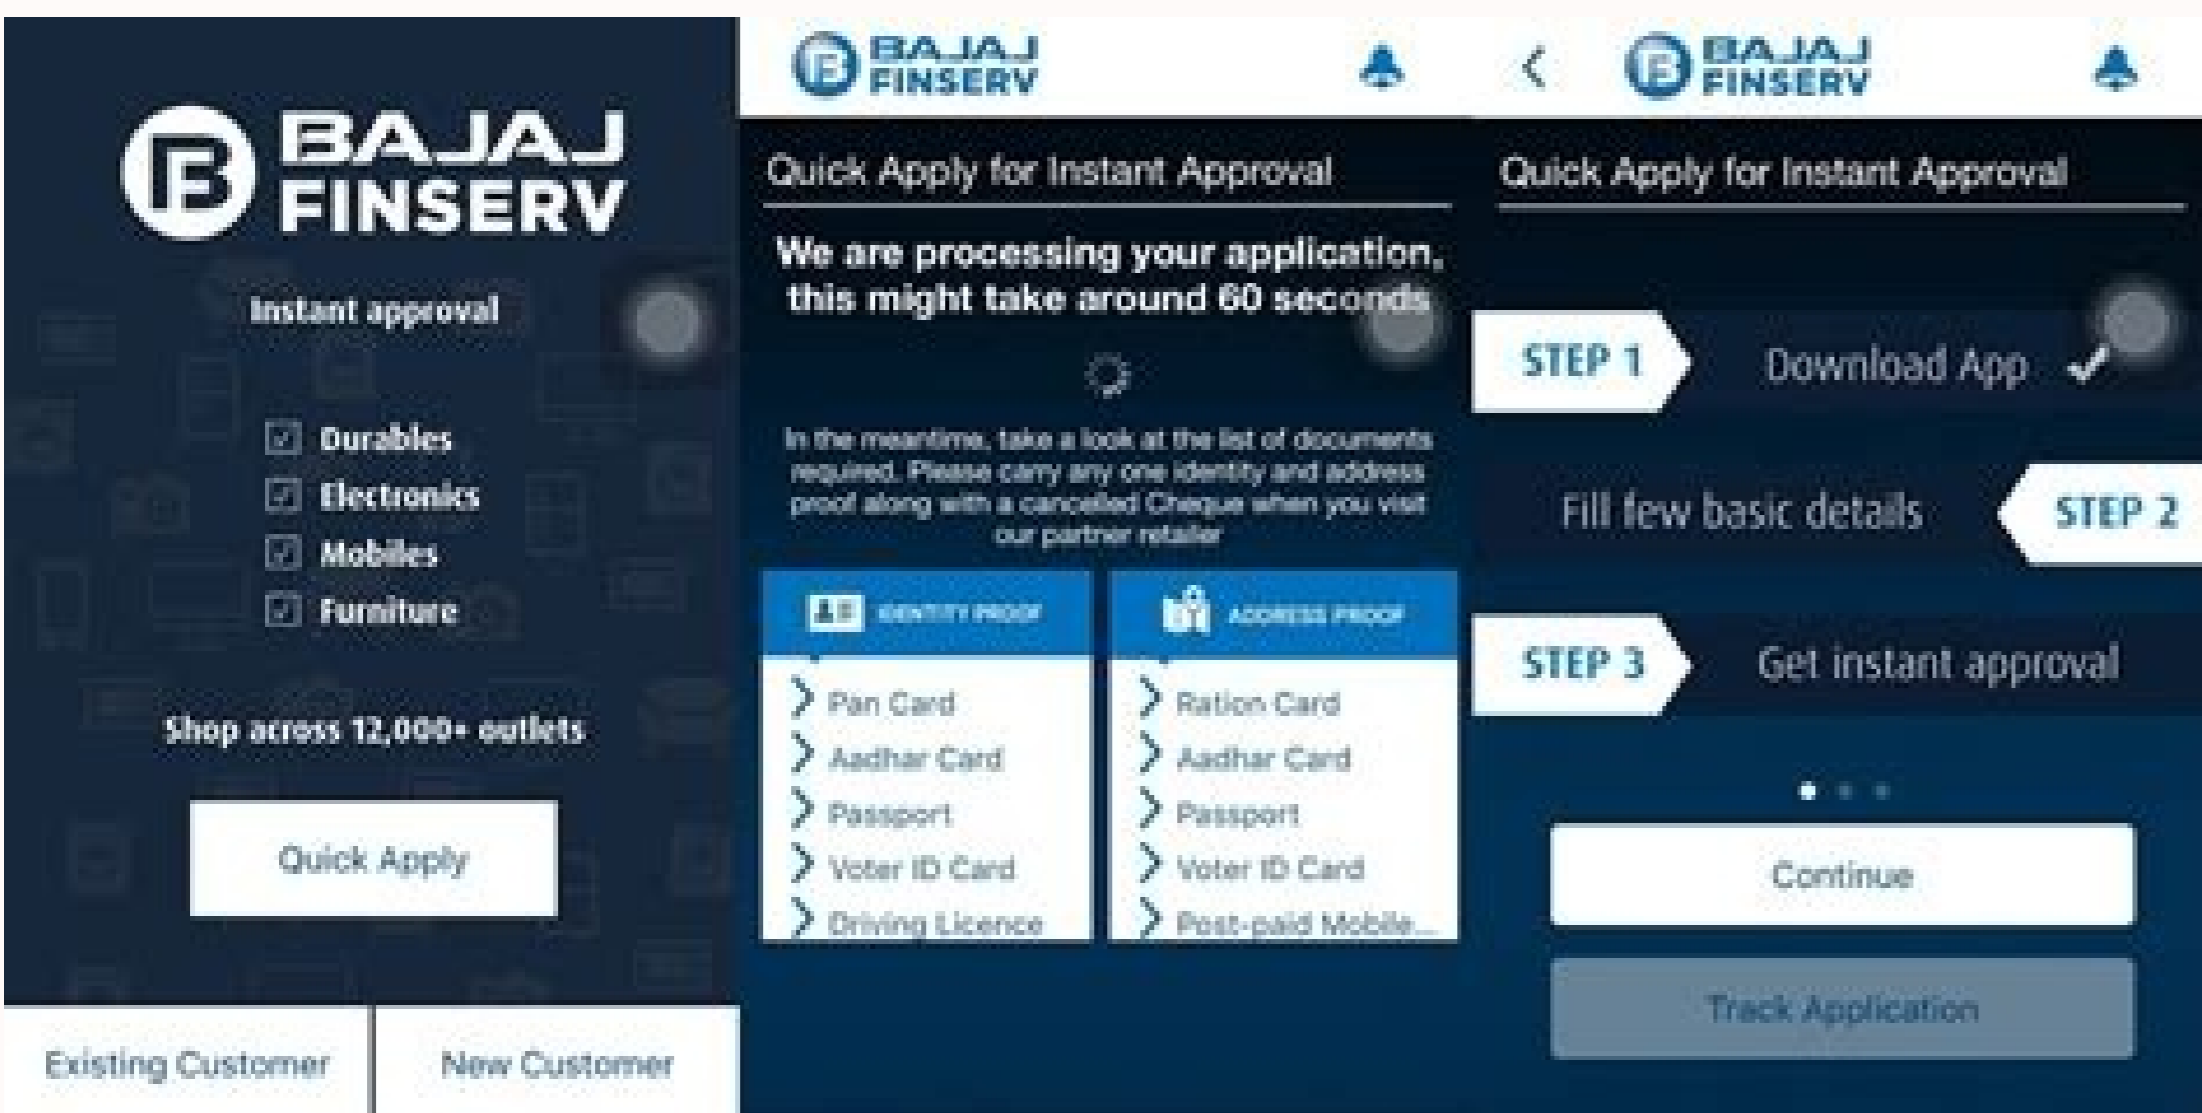 BAJAJ
FINSERV
Instant approval
Durables
Electronics
Mobiles
Furniture
Shop across 12,000+ outlets
Quick Apply
Existing Customer
New Customer
BAJAJ
FINSERV
Quick Apply for Instant Approval
We are processing your application,
this might take around 60 seconds
In the meantime, take a look at the list of documents
required. Please carry any one identity and address
proof along with a cancelled Cheque when you visit
our partner retailer
IDENTITY PROOF
Pan Card
Aadhar Card
Passport
Voter ID Card
Driving Licence
ADDRESS PROOF
Ration Card
Aadhar Card
Passport
Voter ID Card
Post-paid Mobile...
BAJAJ
FINSERV
Quick Apply for Instant Approval
STEP 1 Download App
Fill few basic details STEP 2
STEP 3 Get instant approval
Continue
Track Application